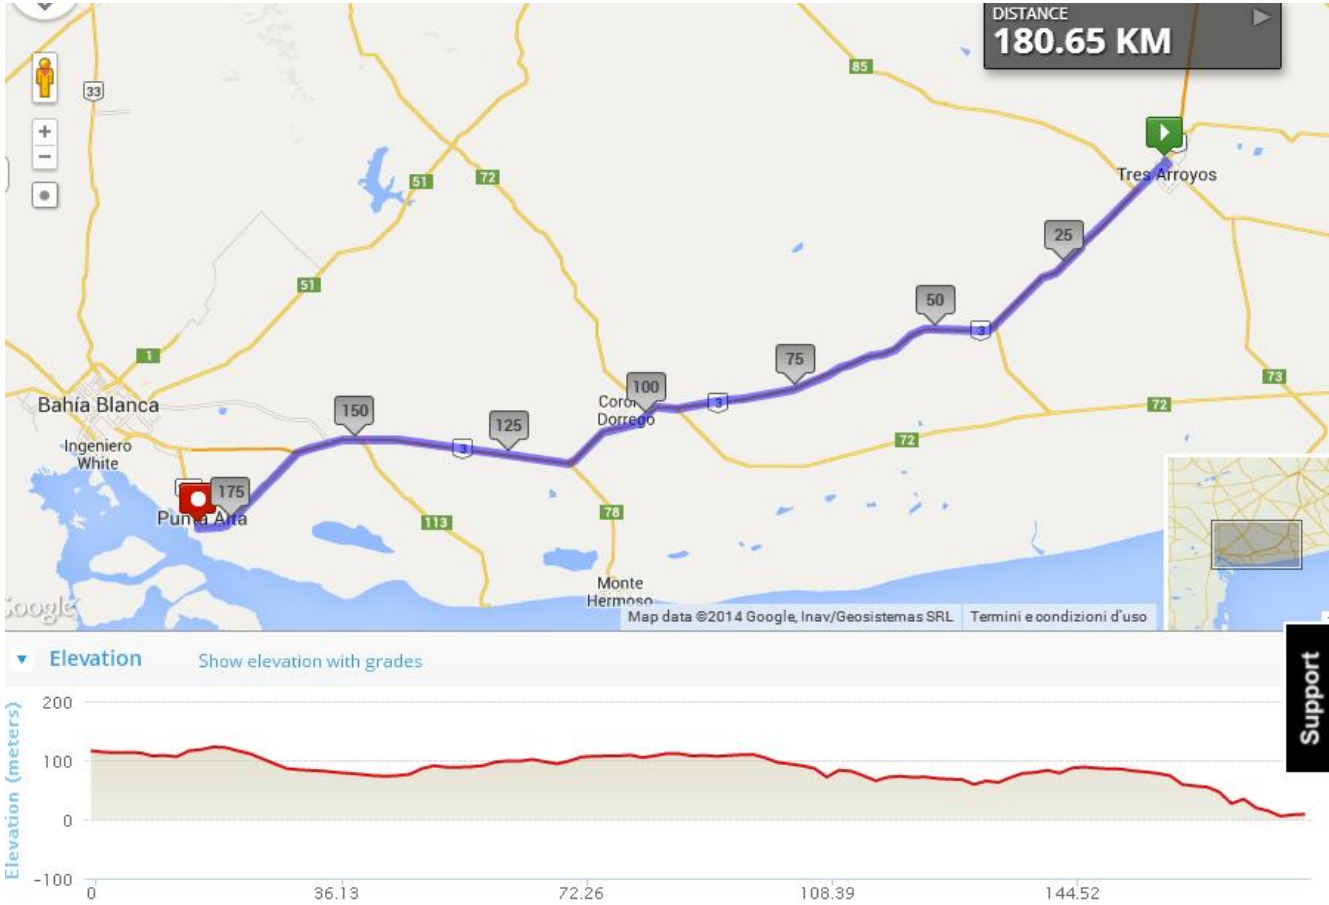 DISTANCE
180.65 KM
33
85
51
72
Tres Arroyos
25
51
50
3
1
75
73
100
Coro
Dorrego
3
72
Bahía Blanca
150
125
72
Ingeniero
White
3
175
Punta Alta
113
78
Monte
Hermoso
Google
Map data ©2014 Google, Inav/Geosistemas SRL
Termini e condizioni d'uso
Elevation
Show elevation with grades
Support
Elevation (meters)
200
100
0
-100
0
36.13
72.26
108.39
144.52